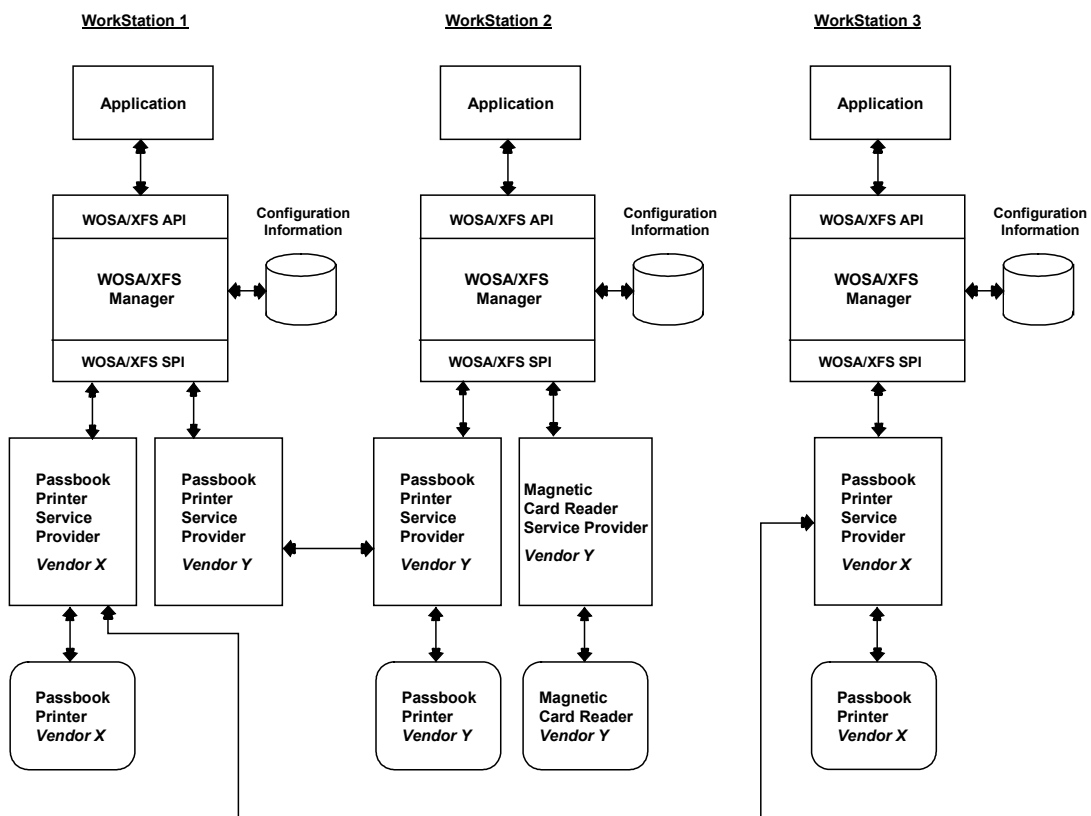 WorkStation 1
WorkStation 2
WorkStation 3
Application
Application
Application
WOSA/XFS API
Configuration
Information
WOSA/XFS
Manager
WOSA/XFS SPI
WOSA/XFS API
Configuration
Information
WOSA/XFS
Manager
WOSA/XFS SPI
WOSA/XFS API
Configuration
Information
WOSA/XFS
Manager
WOSA/XFS SPI
Passbook
Printer
Service
Provider
Vendor X
Passbook
Printer
Service
Provider
Vendor Y
Passbook
Printer
Service
Provider
Vendor Y
Magnetic
Card Reader
Service Provider
Vendor Y
Passbook
Printer
Service
Provider
Vendor X
Passbook
Printer
Vendor X
Passbook
Printer
Vendor Y
Magnetic
Card Reader
Vendor Y
Passbook
Printer
Vendor X